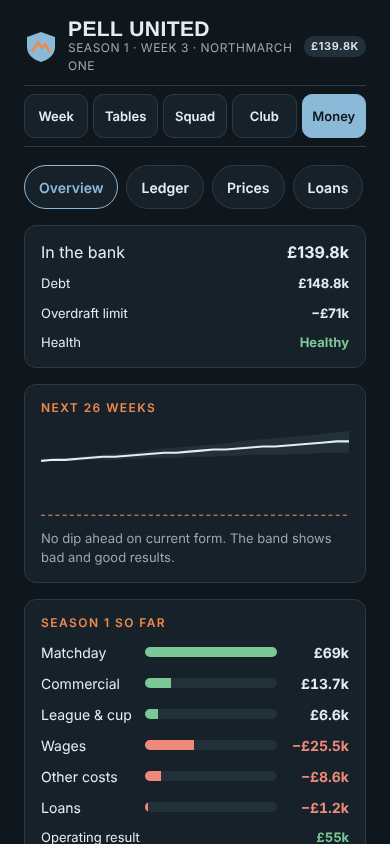 PELL UNITED
SEASON 1 · WEEK 3 · NORTHMARCH
ONE
£139.8K
Week
Tables
Squad
Club
Money
Overview
Ledger
Prices
Loans
In the bank £139.8k
Debt £148.8k
Overdraft limit −£71k
Health Healthy
NEXT 26 WEEKS
No dip ahead on current form. The band shows
bad and good results.
SEASON 1 SO FAR
Matchday £69k
Commercial £13.7k
League & cup £6.6k
Wages −£25.5k
Other costs −£8.6k
Loans −£1.2k
Operating result £55k